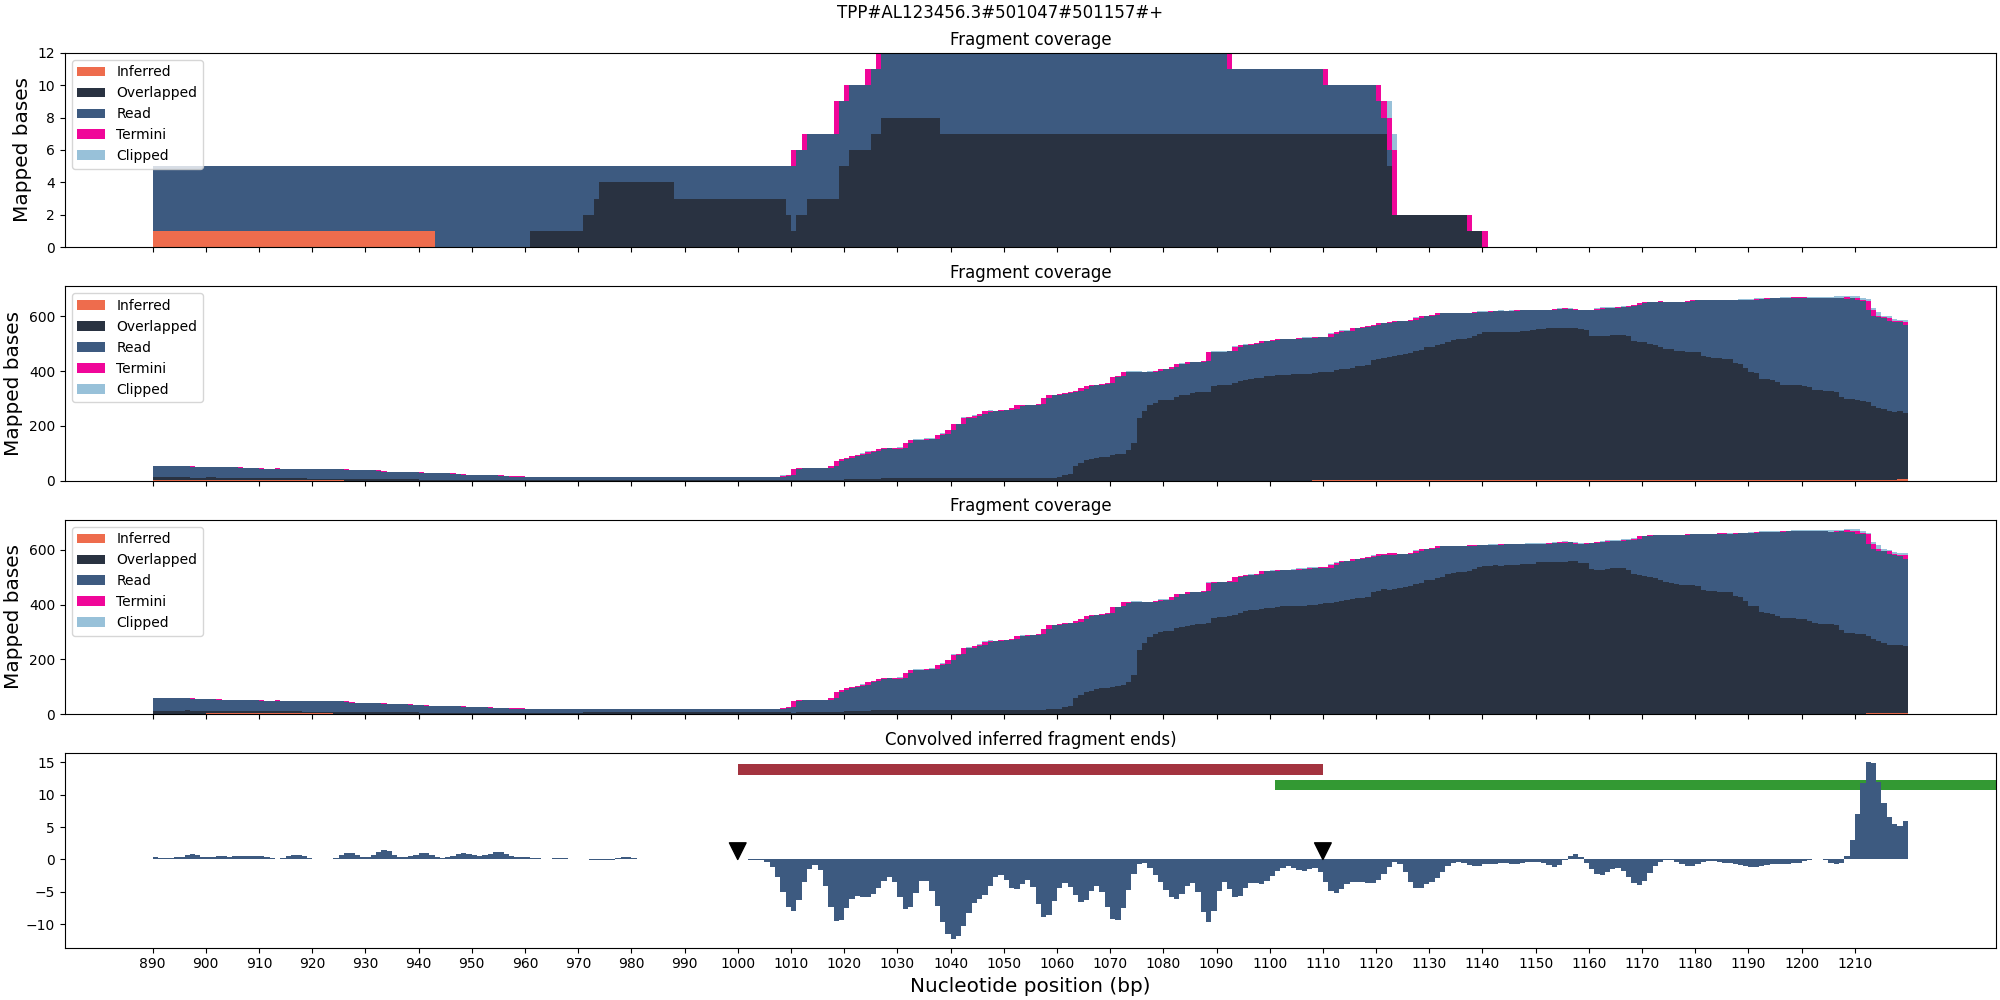 TPP#AL123456.3#501047#501157#+
Fragment coverage
Mapped bases
12
10
8
6
4
2
0
Inferred
Overlapped
Read
Termini
Clipped
Fragment coverage
Mapped bases
600
400
200
0
Inferred
Overlapped
Read
Termini
Clipped
Fragment coverage
Mapped bases
600
400
200
0
Inferred
Overlapped
Read
Termini
Clipped
Convolved inferred fragment ends)
15
10
5
0
−5
−10
890 900 910 920 930 940 950 960 970 980 990 1000 1010 1020 1030 1040 1050 1060 1070 1080 1090 1100 1110 1120 1130 1140 1150 1160 1170 1180 1190 1200 1210
Nucleotide position (bp)